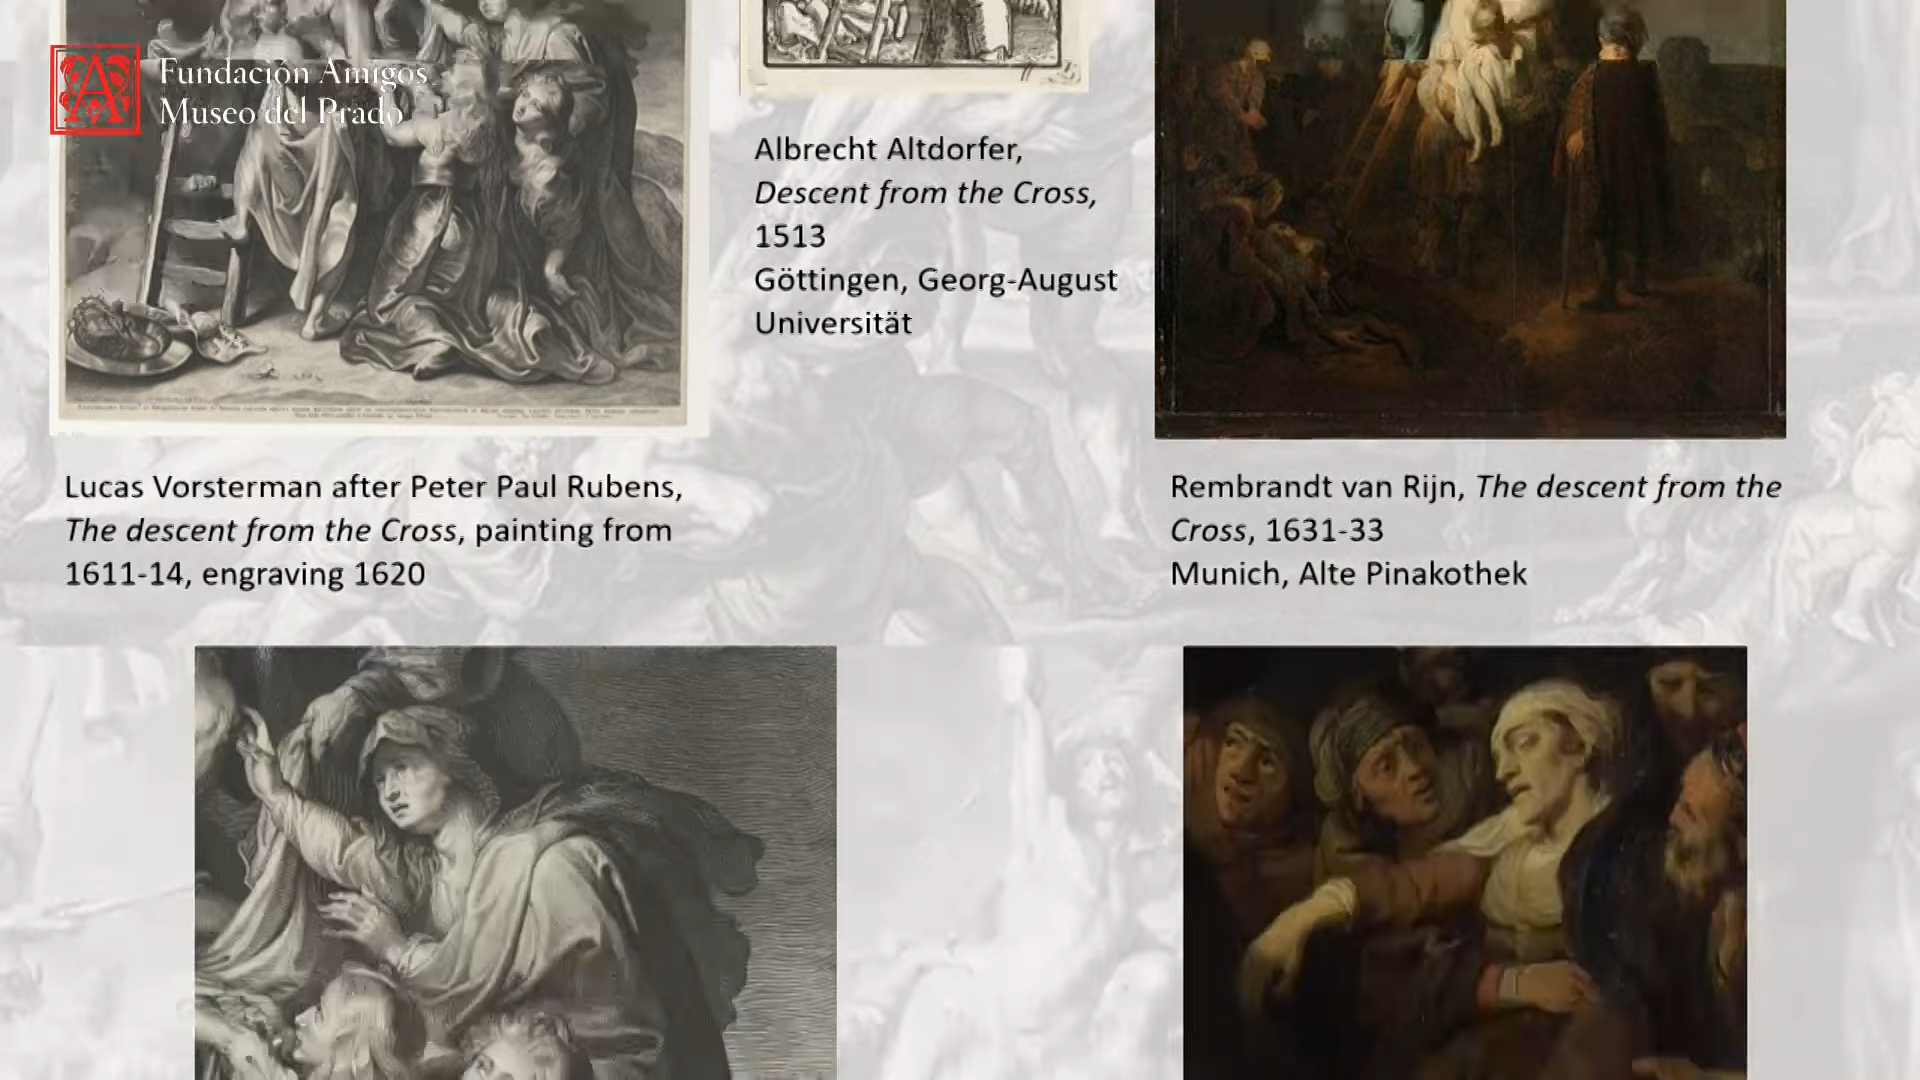 Fundación Amigos
Museo del Prado
Albrecht Altdorfer,
Descent from the Cross,
1513
Göttingen, Georg-August
Universität
Lucas Vorsterman after Peter Paul Rubens,
The descent from the Cross, painting from
1611-14, engraving 1620
Rembrandt van Rijn, The descent from the
Cross, 1631-33
Munich, Alte Pinakothek